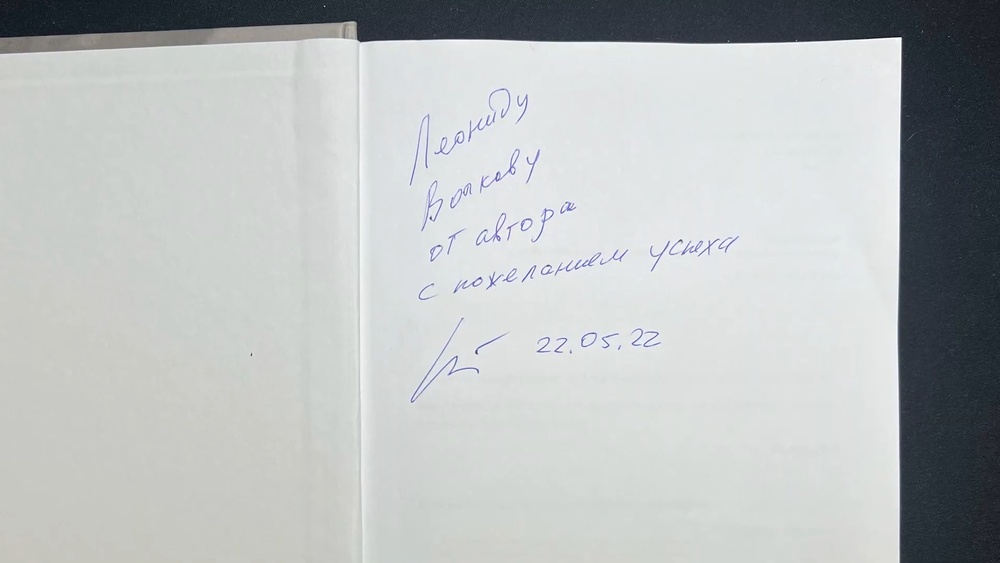 Леониду
Волкову
от автора
с пожеланием успеха
22.05.22